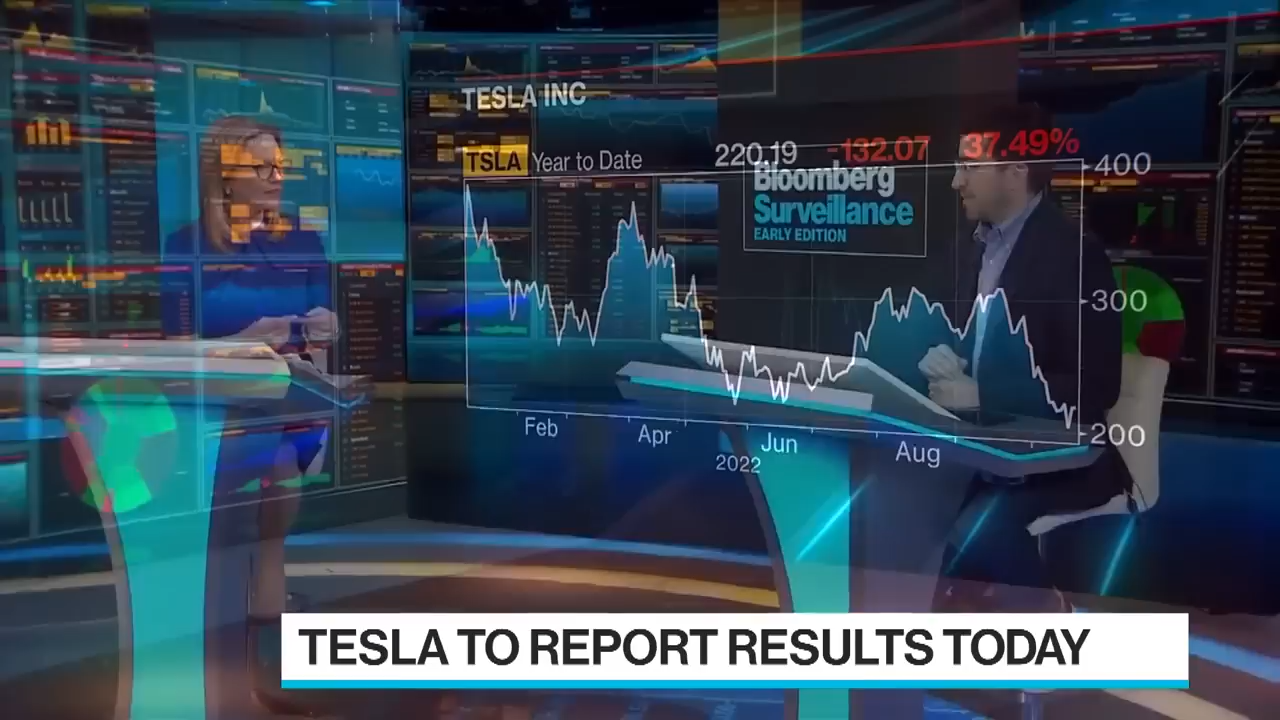 TESLA INC
TSLA Year to Date 220.19 -132.07 37.49%
400
Bloomberg
Surveillance
EARLY EDITION
300
200
Feb Apr Jun Aug
2022
TESLA TO REPORT RESULTS TODAY